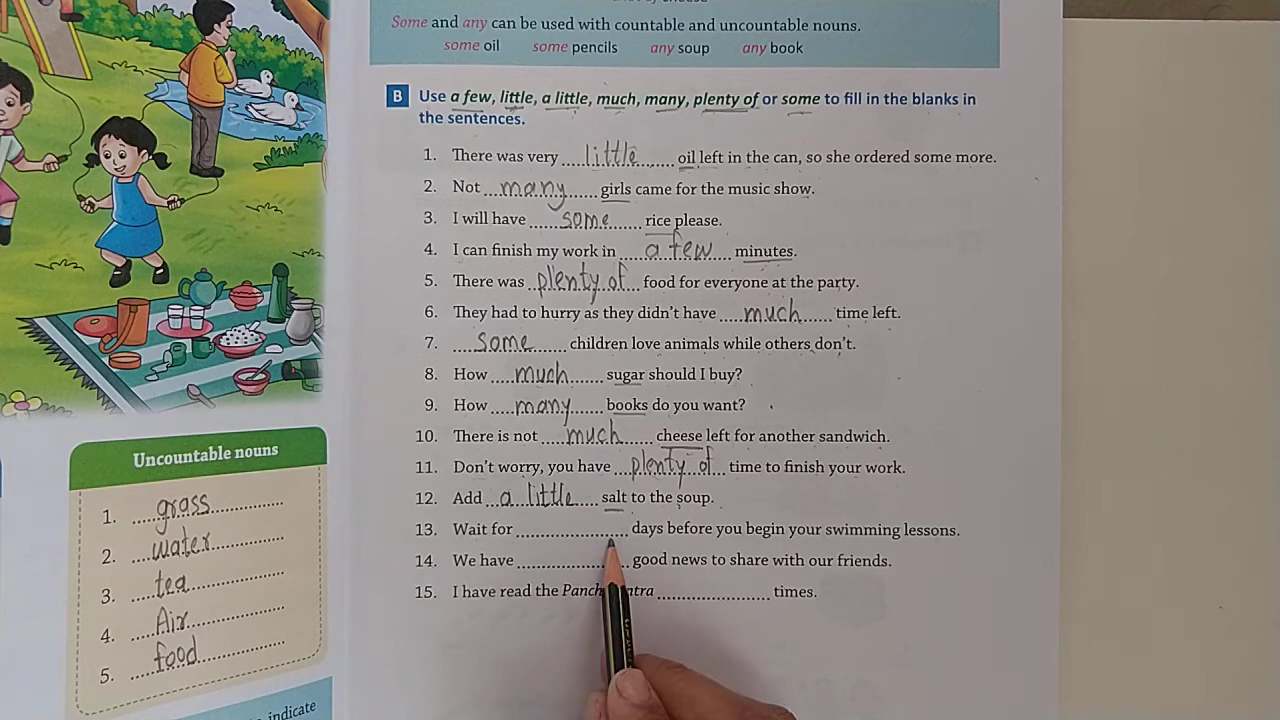 Some and any can be used with countable and uncountable nouns.
some oil some pencils any soup any book
B Use a few, little, a little, much, many, plenty of or some to fill in the blanks in
the sentences.
1. There was very little oil left in the can, so she ordered some more.
2. Not many girls came for the music show.
3. I will have some rice please.
4. I can finish my work in a few minutes.
5. There was plenty of food for everyone at the party.
6. They had to hurry as they didn't have much time left.
7. Some children love animals while others don't.
8. How much sugar should I buy?
9. How many books do you want?
10. There is not much cheese left for another sandwich.
11. Don't worry, you have plenty of time to finish your work.
12. Add a little salt to the soup.
13. Wait for .................... days before you begin your swimming lessons.
14. We have .................... good news to share with our friends.
15. I have read the .................... times.
Uncountable nouns
1. grass
2. water
3. tea
4. Air
5. food
indicate